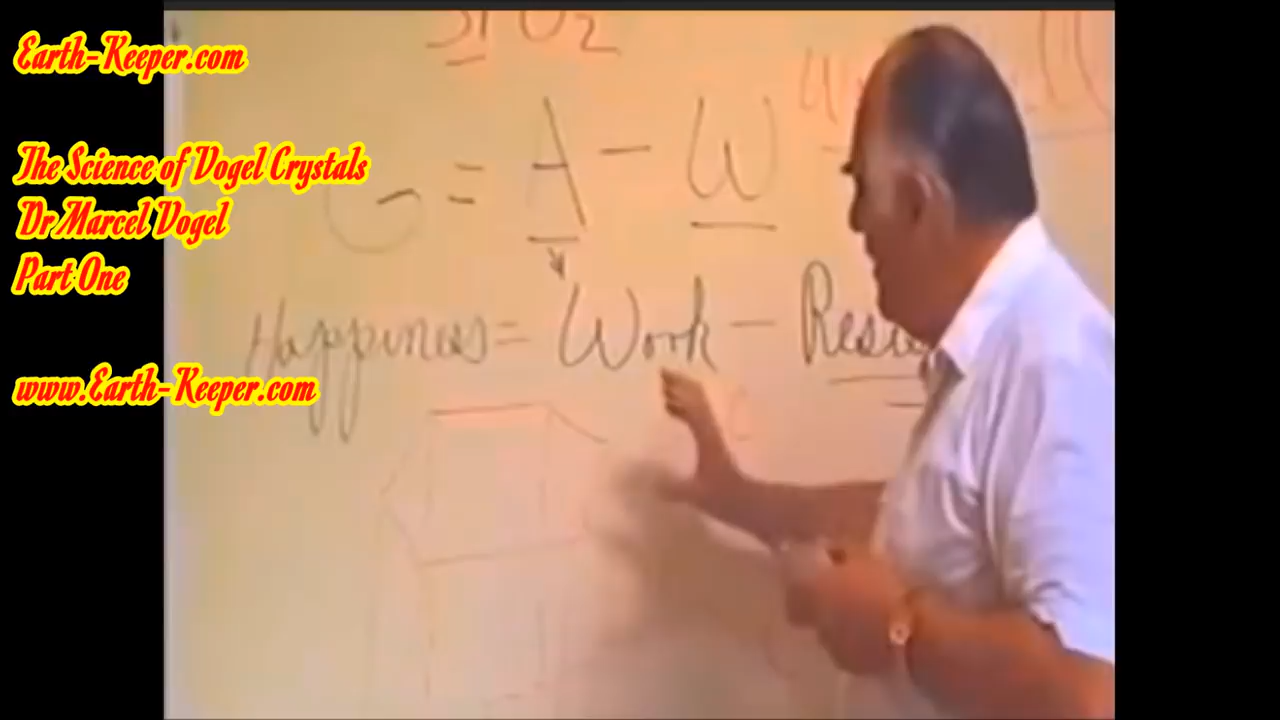 Earth-Keeper.com
The Science of Vogel Crystals
Dr Marcel Vogel
Part One
www.Earth-Keeper.com
SiO2
G = A - W -
Happiness = Work -